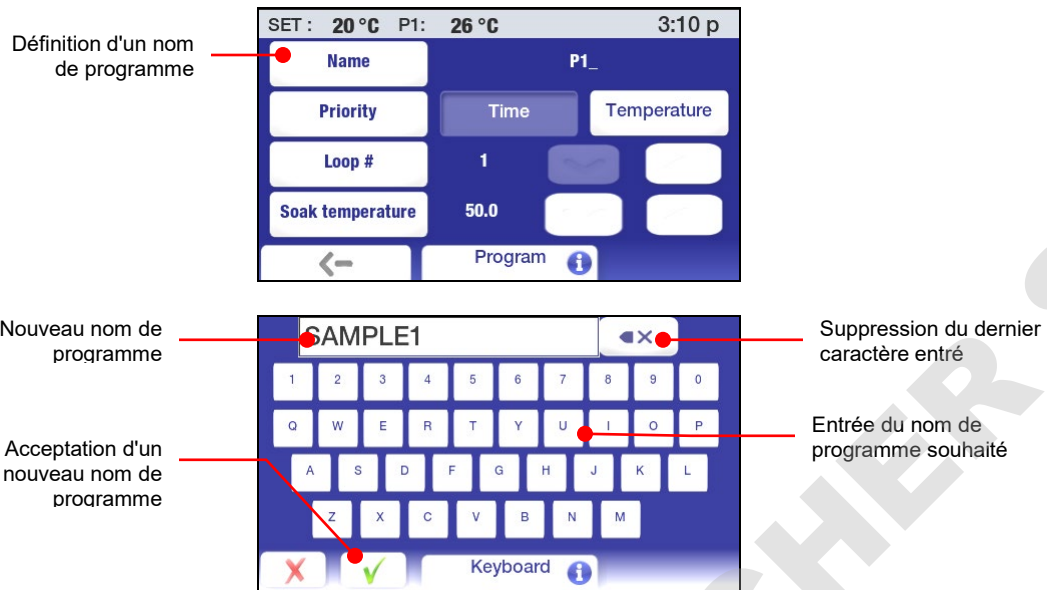 SET : 20 °C P1: 26 °C 3:10 p
Définition d'un nom
de programme
Name P1_
Priority Time Temperature
Loop # 1
Soak temperature 50.0
<- Program i
Nouveau nom de
programme
SAMPLE1
Suppression du dernier
caractère entré
1 2 3 4 5 6 7 8 9 0
Q W E R T Y U I O P
Entrée du nom de
programme souhaité
A S D F G H J K L
Acceptation d'un
nouveau nom de
programme
Z X C V B N M
Keyboard i